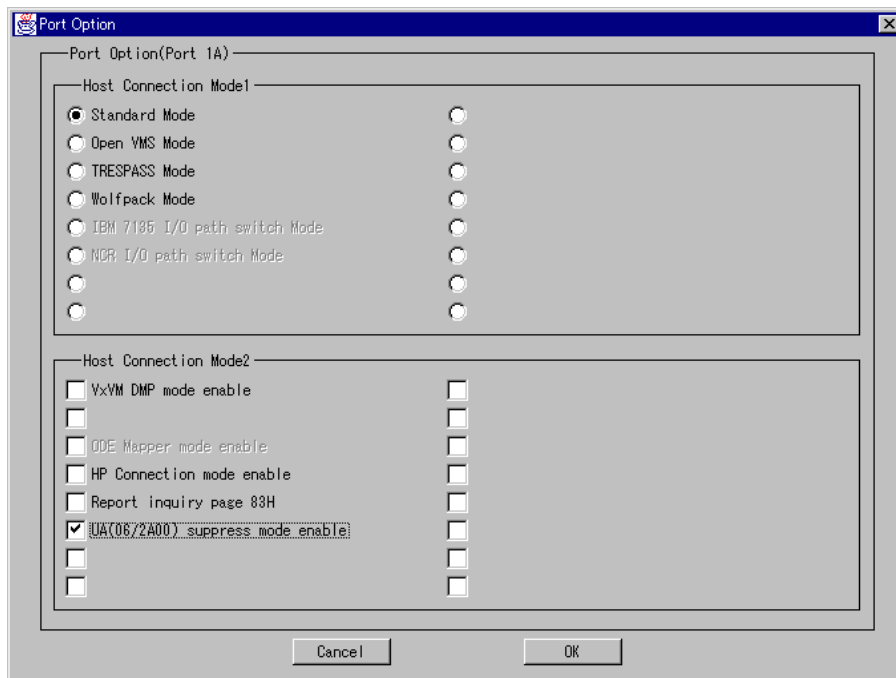 Port Option
Port Option(Port 1A)
Host Connection Mode1
Standard Mode
Open VMS Mode
TRESPASS Mode
Wolfpack Mode
IBM 7135 I/O path switch Mode
NCR I/O path switch Mode
Host Connection Mode2
VxVM DMP mode enable
ODE Mapper mode enable
HP Connection mode enable
Report inquiry page 83H
UA(06/2A00) suppress mode enable
Cancel OK